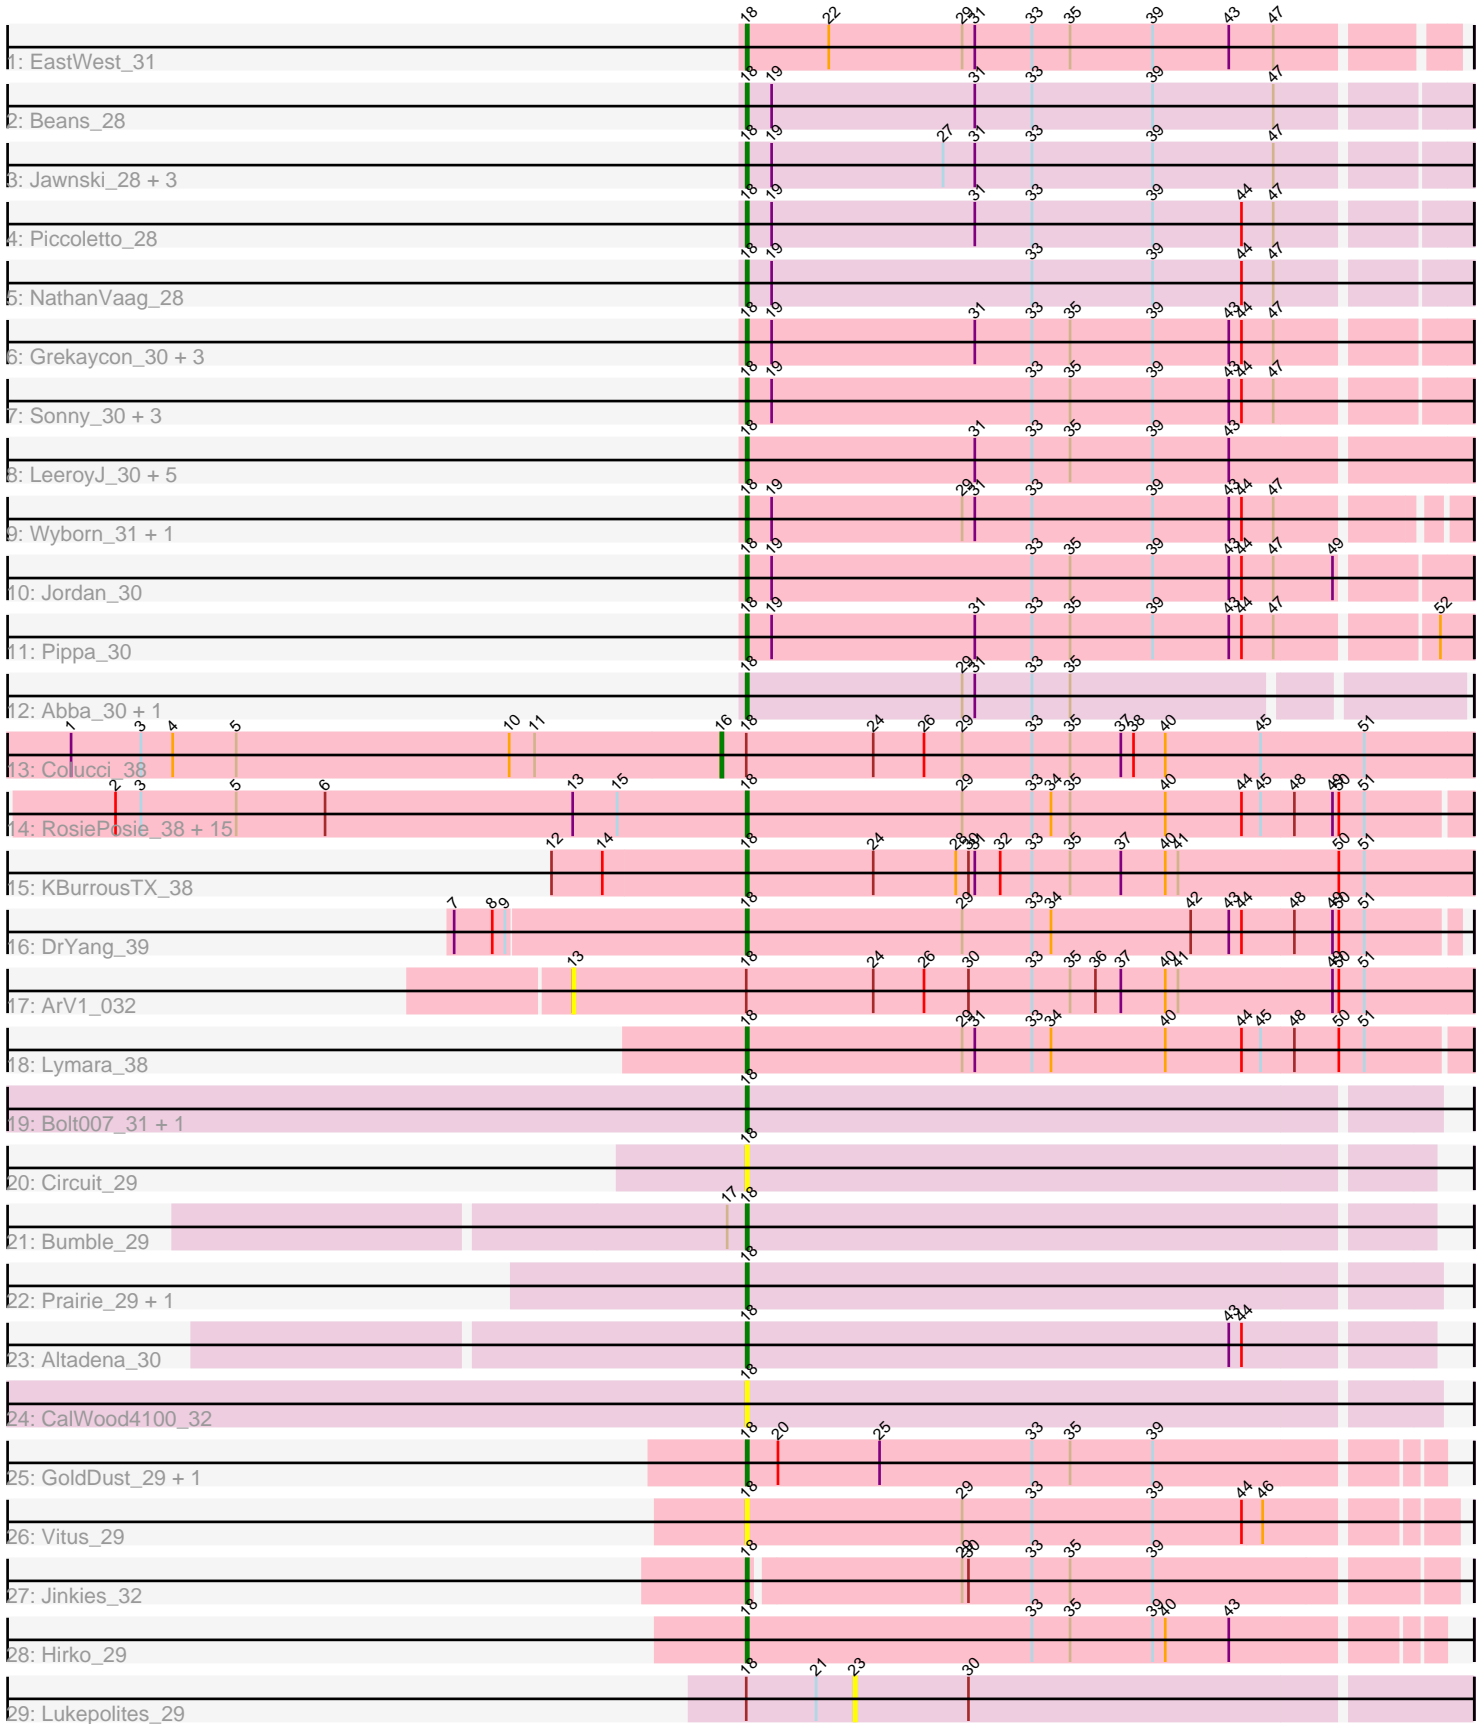 18 22 29 31 33 35 39 43 47
1: EastWest_31
18 19 31 33 39 47
2: Beans_28
18 19 27 31 33 39 47
3: Jawnski_28 + 3
18 19 31 33 39 44 47
4: Piccoletto_28
18 19 33 39 44 47
5: NathanVaag_28
18 19 31 33 35 39 43 44 47
6: Grekaycon_30 + 3
18 19 33 35 39 43 44 47
7: Sonny_30 + 3
18 31 33 35 39 43
8: LeeroyJ_30 + 5
18 19 29 31 33 39 43 44 47
9: Wyborn_31 + 1
18 19 33 35 39 43 44 47 49
10: Jordan_30
18 19 31 33 35 39 43 44 47 52
11: Pippa_30
18 29 31 33 35
12: Abba_30 + 1
1 3 4 5 10 11 16 18 24 26 29 33 35 37 38 40 45 51
13: Colucci_38
2 3 5 6 13 15 18 29 33 34 35 40 44 45 48 49 50 51
14: RosiePosie_38 + 15
12 14 18 24 28 30 31 32 33 35 37 40 41 50 51
15: KBurrousTX_38
7 8 9 18 29 33 34 42 43 44 48 49 50 51
16: DrYang_39
13 18 24 26 30 33 35 36 37 40 41 49 50 51
17: ArV1_032
18 29 31 33 34 40 44 45 48 50 51
18: Lymara_38
18
19: Bolt007_31 + 1
18
20: Circuit_29
17 18
21: Bumble_29
18
22: Prairie_29 + 1
18 43 44
23: Altadena_30
18
24: CalWood4100_32
18 20 25 33 35 39
25: GoldDust_29 + 1
18 29 33 39 44 46
26: Vitus_29
18 29 30 33 35 39
27: Jinkies_32
18 33 35 39 40 43
28: Hirko_29
18 21 23 30
29: Lukepolites_29